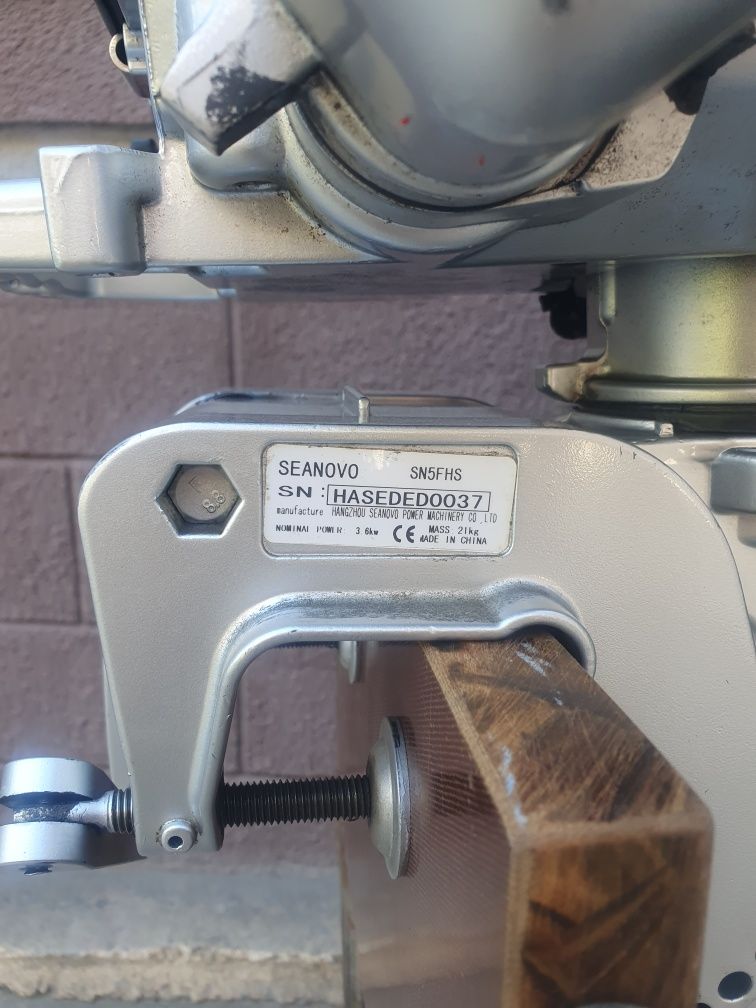 SEANOVO SN5FHS
SN: HASEDED0037
manufacture HANGZHOU SEANOVO POWER MACHINERY CO.,LTD
NOMINAL POWER: 3.6kw CE MASS 21kg
MADE IN CHINA
8.8